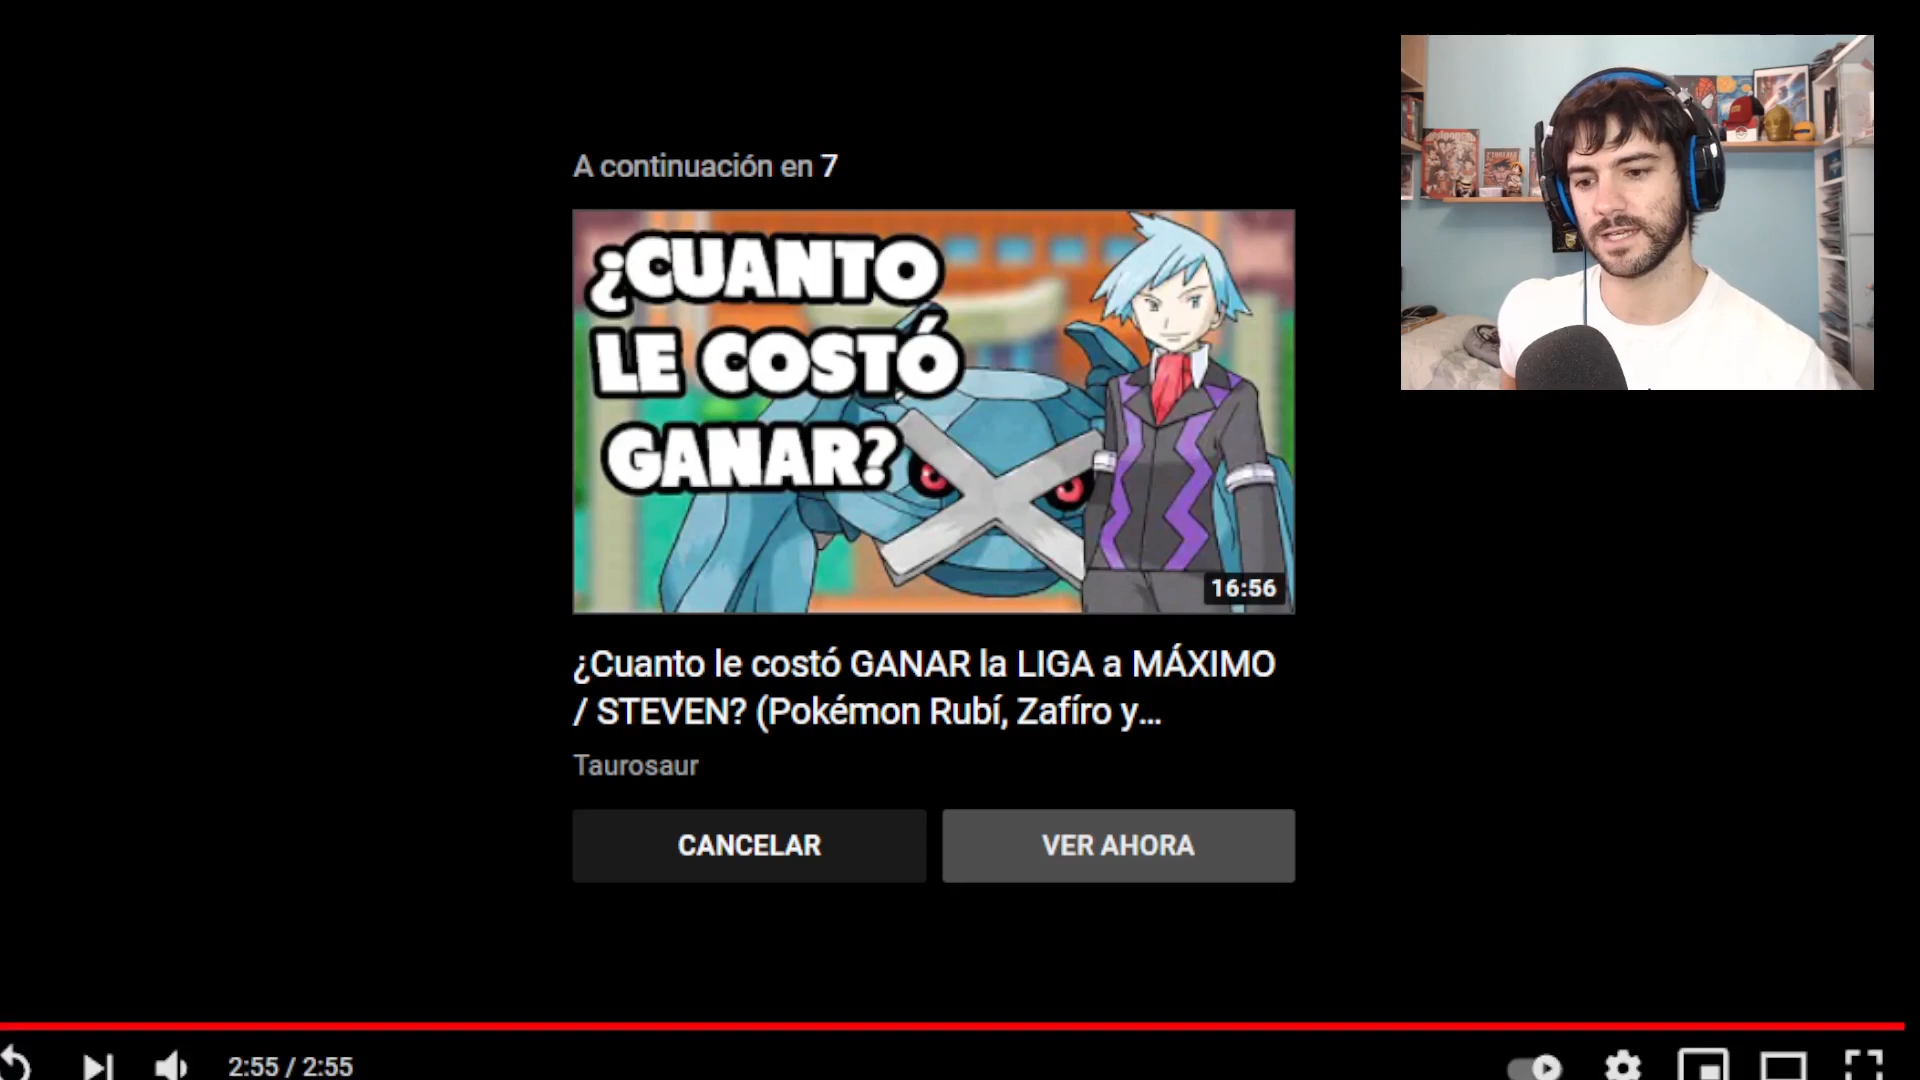 A continuación en 7
¿CUANTO
LE COSTÓ
GANAR?
16:56
¿Cuanto le costó GANAR la LIGA a MÁXIMO
/ STEVEN? (Pokémon Rubí, Zafíro y...
Taurosaur
CANCELAR
VER AHORA
2:55 / 2:55